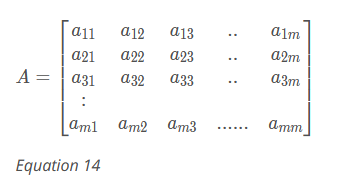 a11 a12 a13 .. a1m
a21 a22 a23 .. a2m
A = a31 a32 a33 .. a3m
:
am1 am2 am3 ...... amm
Equation 14